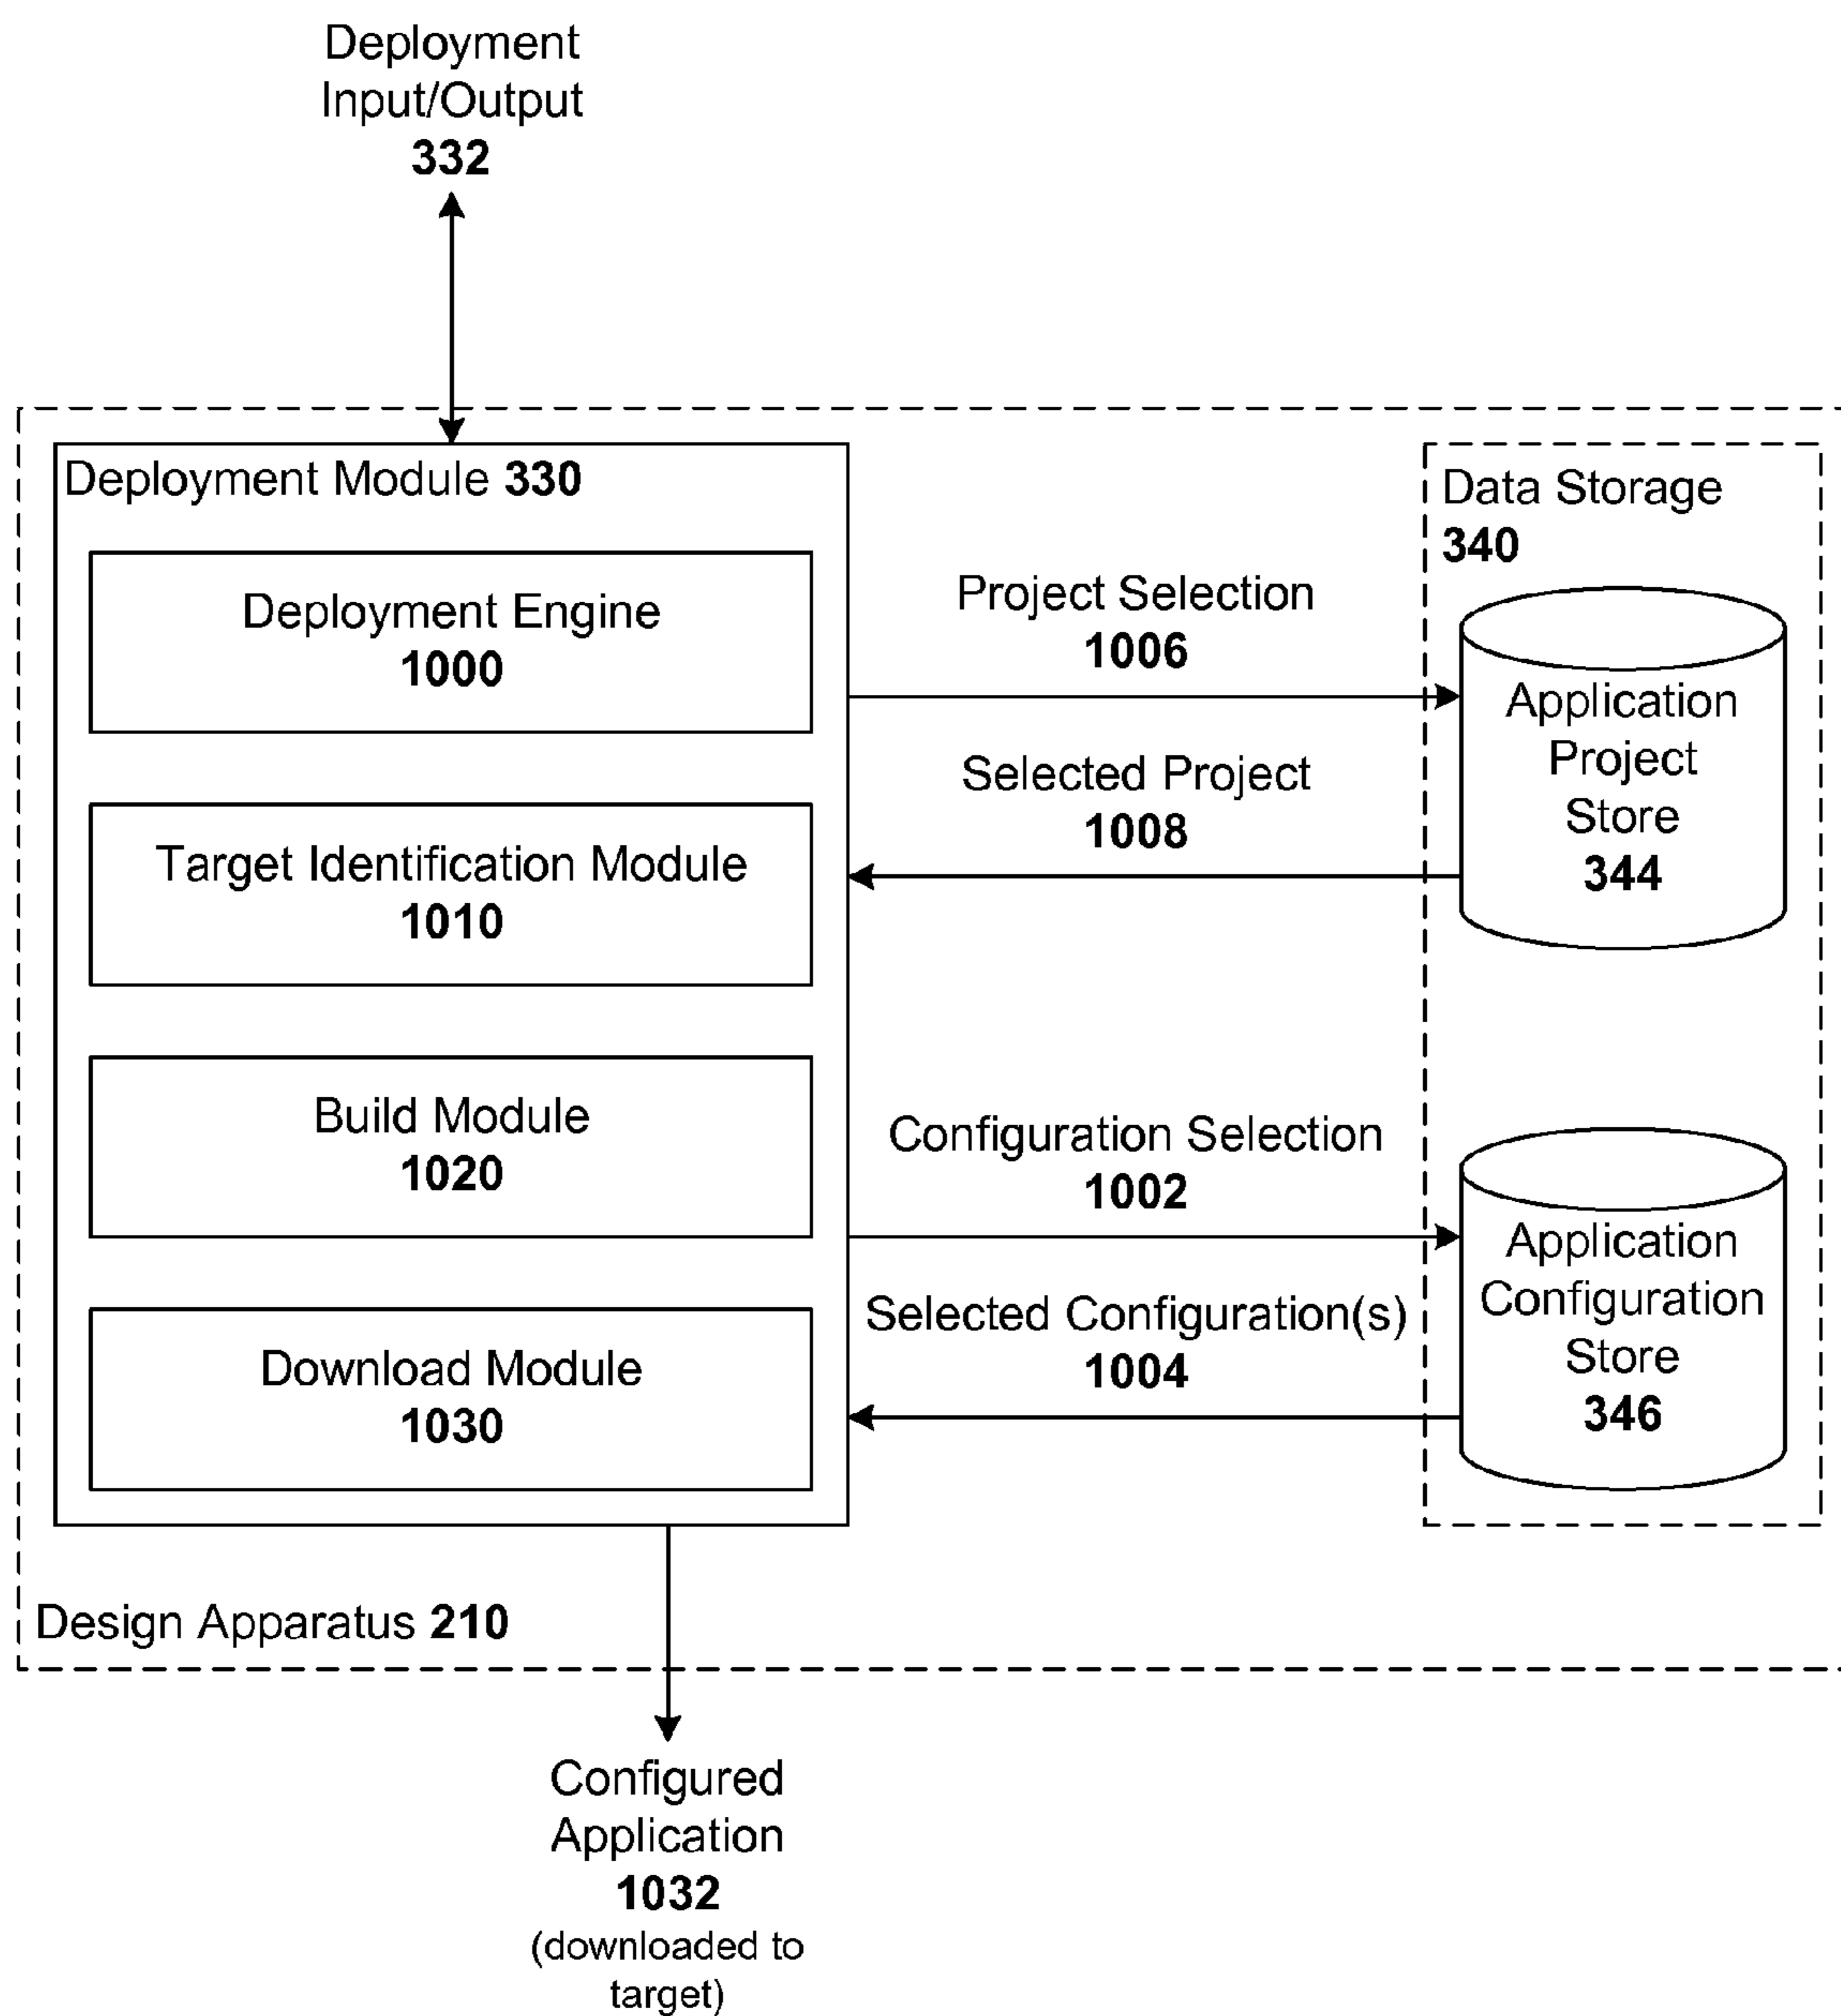 Deployment
Input/Output
332
Deployment Module 330
Deployment Engine
1000
Target Identification Module
1010
Build Module
1020
Download Module
1030
Project Selection
1006
Selected Project
1008
Configuration Selection
1002
Selected Configuration(s)
1004
Data Storage
340
Application
Project
Store
344
Application
Configuration
Store
346
Design Apparatus 210
Configured
Application
1032
(downloaded to
target)